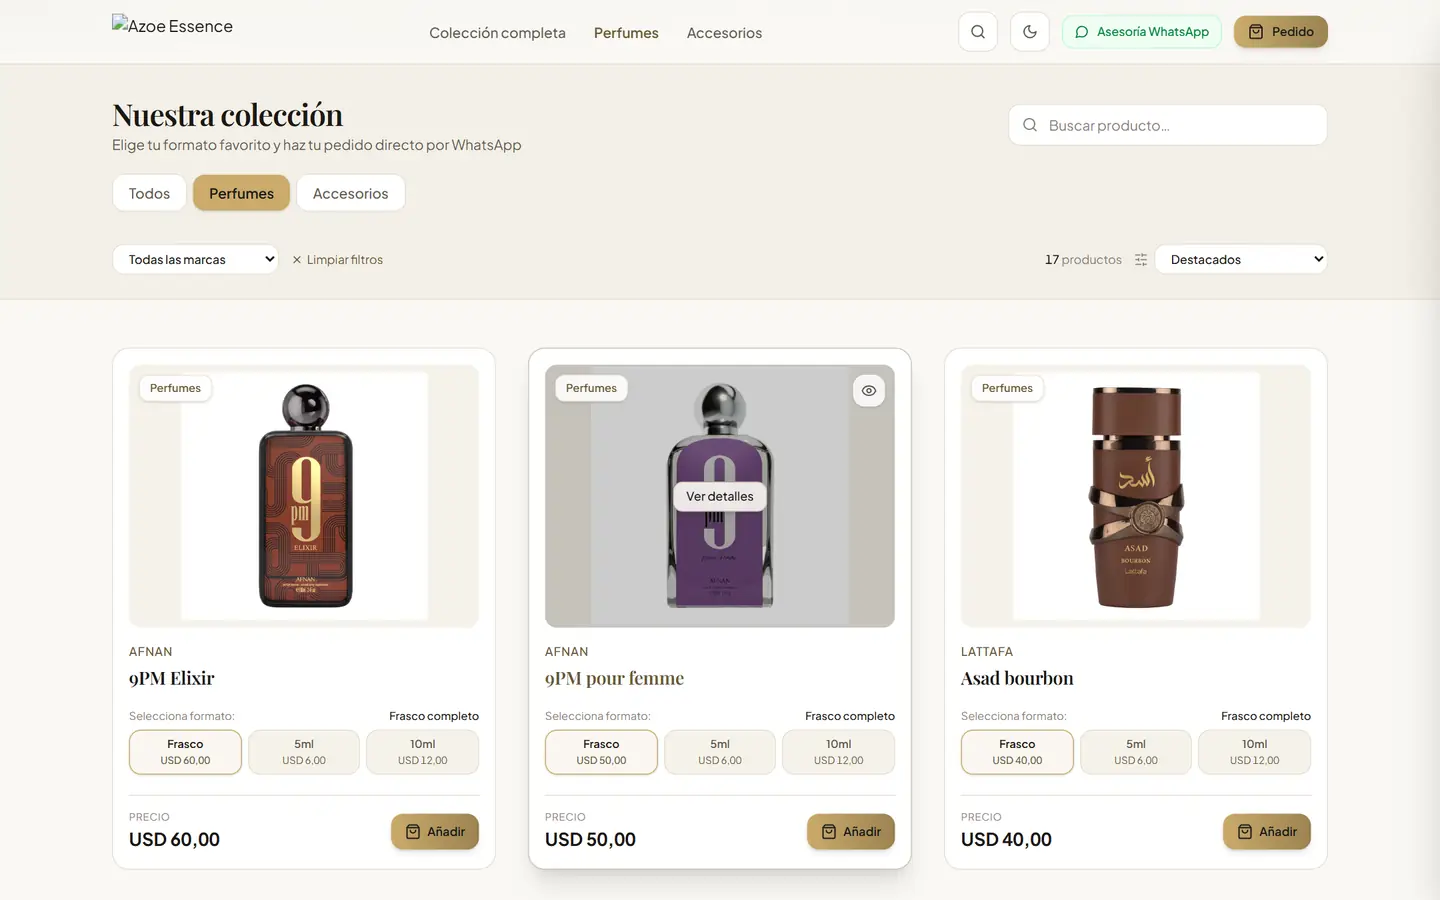 Azoe Essence
Colección completa
Perfumes
Accesorios
Asesoría WhatsApp
Pedido
Nuestra colección
Elige tu formato favorito y haz tu pedido directo por WhatsApp
Buscar producto...
Todos
Perfumes
Accesorios
Todas las marcas
Limpiar filtros
17 productos
Destacados
Perfumes
9
pm
ELIXIR
AFNAN
AFNAN
9PM Elixir
Selecciona formato:
Frasco completo
Frasco
USD 60,00
5ml
USD 6,00
10ml
USD 12,00
PRECIO
USD 60,00
Añadir
Perfumes
9
pm
Ver detalles
AFNAN
AFNAN
9PM pour femme
Selecciona formato:
Frasco completo
Frasco
USD 50,00
5ml
USD 6,00
10ml
USD 12,00
PRECIO
USD 50,00
Añadir
Perfumes
أسد
ASAD
BOURBON
Lattafa
LATTAFA
Asad bourbon
Selecciona formato:
Frasco completo
Frasco
USD 40,00
5ml
USD 6,00
10ml
USD 12,00
PRECIO
USD 40,00
Añadir